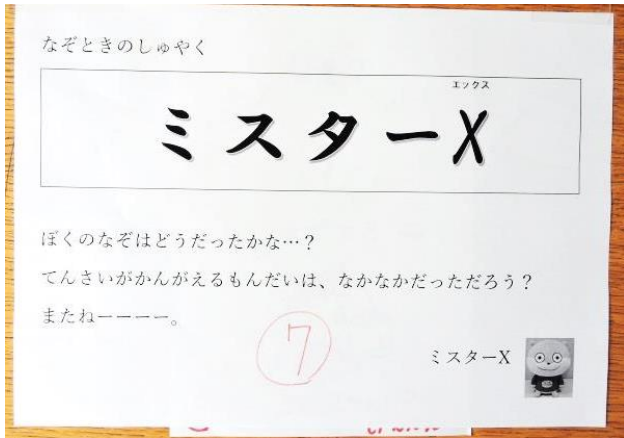 なぞときのしゅやく
エックス
ミスターX
ぼくのなぞはどうだったかな…？
てんさいがかんがえるもんだいは、なかなかだっただろう？
またねーーーー。
7
ミスターX